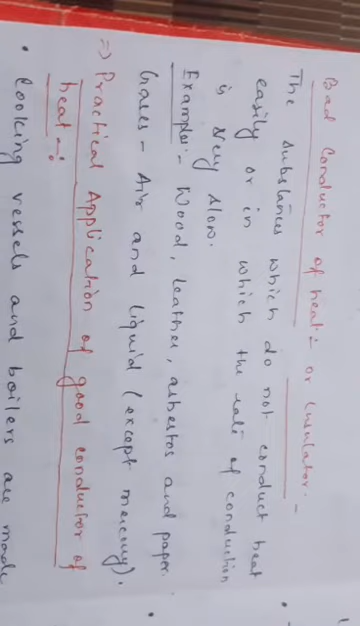 Bad Conductor of heat :- or Insulator :-
The substances which do not conduct heat
easily or in which the rate of conduction
is very slow.
Examples :- Wood, leather, asbestos and paper.
Gases - Air and liquid (except mercury).
⇒ Practical Application of good conductor of
heat -:
• Cooking vessels and boilers are made